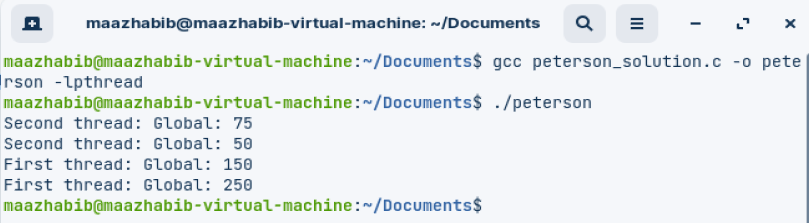 maazhabib@maazhabib-virtual-machine: ~/Documents
maazhabib@maazhabib-virtual-machine:~/Documents$ gcc peterson_solution.c -o pete
rson -lpthread
maazhabib@maazhabib-virtual-machine:~/Documents$ ./peterson
Second thread: Global: 75
Second thread: Global: 50
First thread: Global: 150
First thread: Global: 250
maazhabib@maazhabib-virtual-machine:~/Documents$